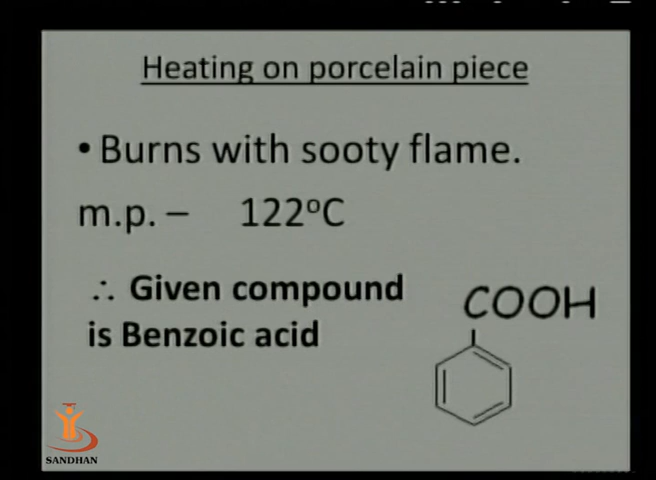 Heating on porcelain piece
• Burns with sooty flame.
m.p. – 122°C
∴ Given compound
is Benzoic acid
COOH
SANDHAN